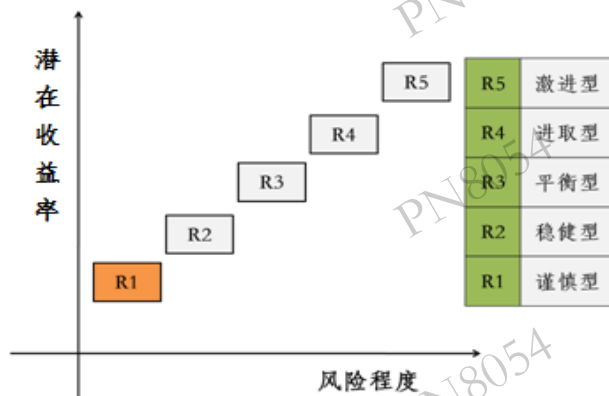 潜在收益率
R5
R4
R3
R2
R1
风险程度
R5 激进型
R4 进取型
R3 平衡型
R2 稳健型
R1 谨慎型
PN8054
PN8054